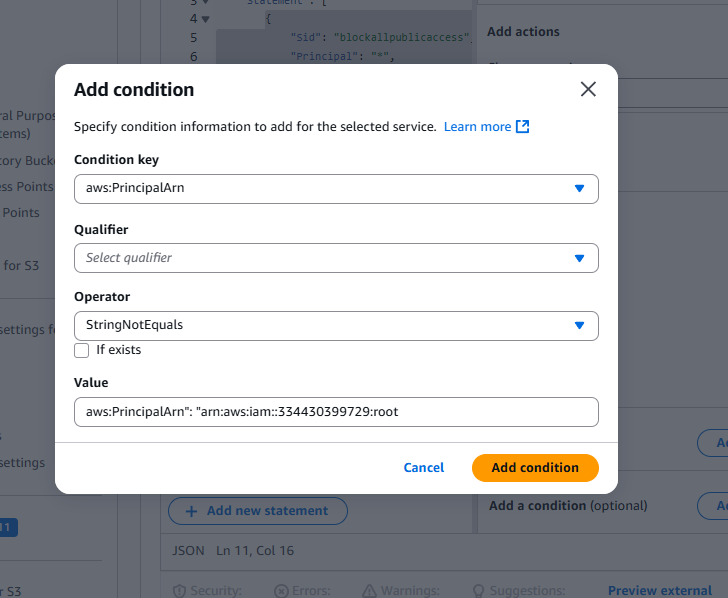 3
Statement": [
4
{
5
"Sid": "blockallpublicaccess",
6
"Principal": "*",
Add actions
Add condition
Specify condition information to add for the selected service. Learn more
Condition key
aws:PrincipalArn
Qualifier
Select qualifier
Operator
StringNotEquals
If exists
Value
aws:PrincipalArn": "arn:aws:iam::334430399729:root
Cancel
Add condition
ral Purpos
tems)
tory Buck
ess Points
Points
for S3
settings f
settings
11
r S3
Add new statement
Add a condition (optional)
JSON Ln 11, Col 16
Security:
Errors:
Warnings:
Suggestions:
Preview external